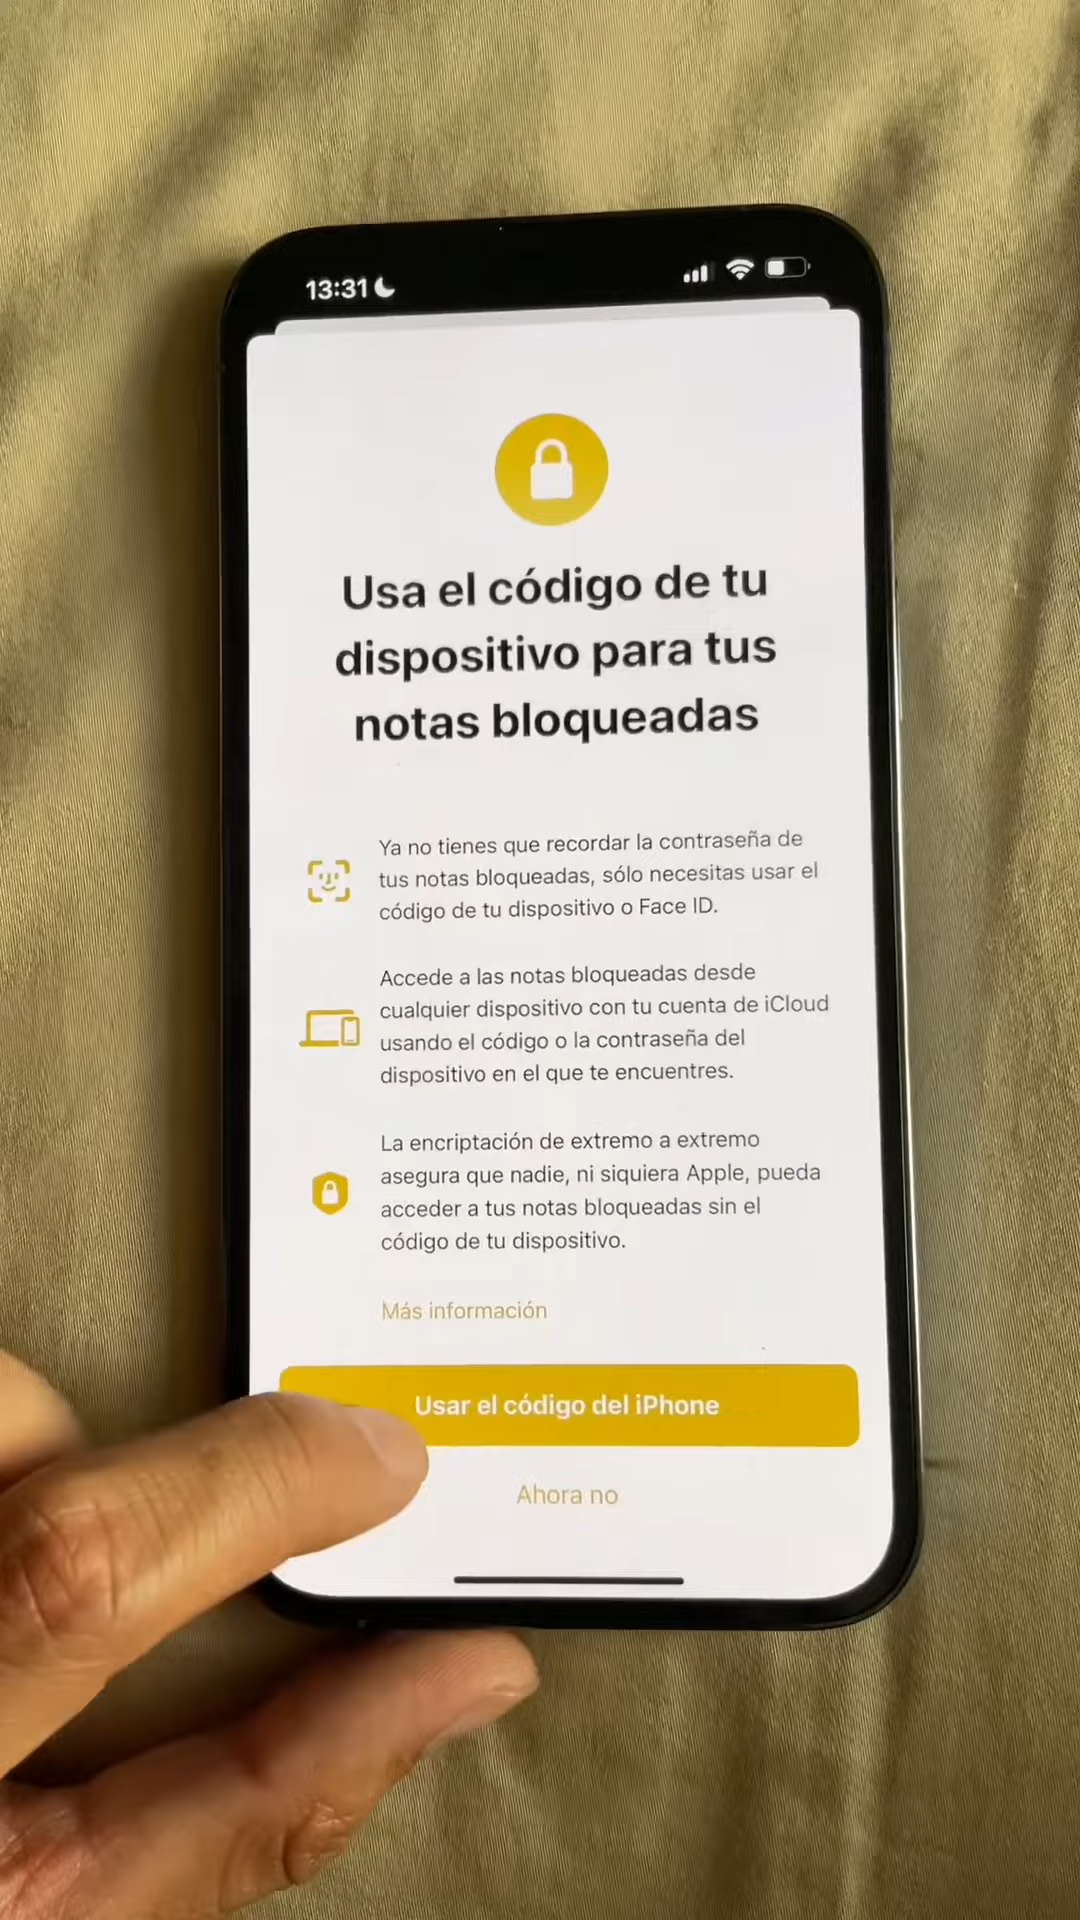 13:31
Usa el código de tu
dispositivo para tus
notas bloqueadas
Ya no tienes que recordar la contraseña de
tus notas bloqueadas, sólo necesitas usar el
código de tu dispositivo o Face ID.
Accede a las notas bloqueadas desde
cualquier dispositivo con tu cuenta de iCloud
usando el código o la contraseña del
dispositivo en el que te encuentres.
La encriptación de extremo a extremo
asegura que nadie, ni siquiera Apple, pueda
acceder a tus notas bloqueadas sin el
código de tu dispositivo.
Más información
Usar el código del iPhone
Ahora no